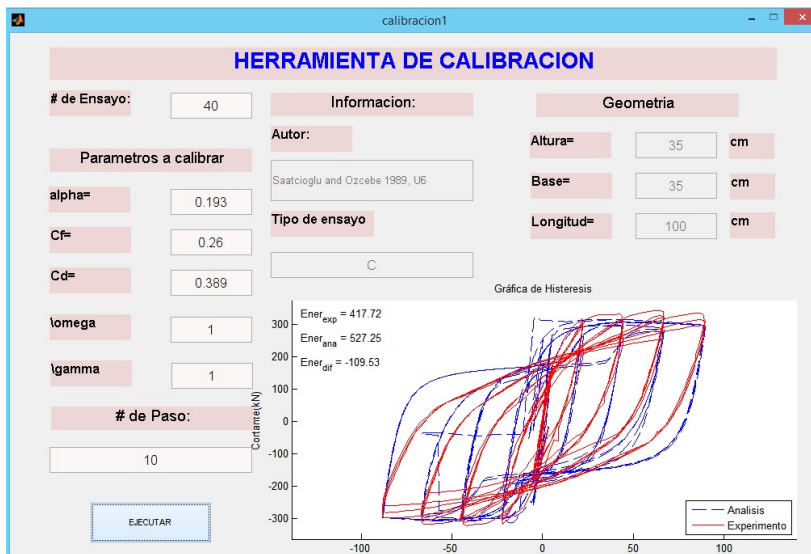 calibracion1
HERRAMIENTA DE CALIBRACION
# de Ensayo:
40
Parametros a calibrar
alpha=
0.193
Cf=
0.26
Cd=
0.389
\omega
1
\gamma
1
# de Paso:
10
EJECUTAR
Informacion:
Autor:
Saatcioglu and Ozcebe 1989, U6
Tipo de ensayo
C
Geometria
Altura=
35
cm
Base=
35
cm
Longitud=
100
cm
Gráfica de Histeresis
Ener_exp = 417.72
Ener_ana = 527.25
Ener_dif = -109.53
Cortante(kN)
300
200
100
0
-100
-200
-300
-100
-50
0
50
100
Analisis
Experimento